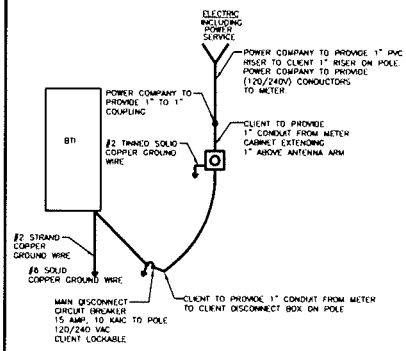 ELECTRIC
INCLUDING
POWER
SERVICE
POWER COMPANY TO PROVIDE 1" PVC
RISER TO CLIENT 1" RISER ON POLE.
POWER COMPANY TO PROVIDE
(120/240V) CONDUCTORS
TO METER.
POWER COMPANY TO
PROVIDE 1" TO 1"
COUPLING
BTI
CLIENT TO PROVIDE
1" CONDUIT FROM METER
CABINET EXTENDING
1" ABOVE ANTENNA ARM
#2 TINNED SOLID
COPPER GROUND
WIRE
#2 STRAND
COPPER
GROUND WIRE
#6 SOLID
COPPER GROUND WIRE
MAIN DISCONNECT
CIRCUIT BREAKER
15 AMP, 10 KAIC TO POLE
120/240 VAC
CLIENT LOCKABLE
CLIENT TO PROVIDE 1" CONDUIT FROM METER
TO CLIENT DISCONNECT BOX ON POLE